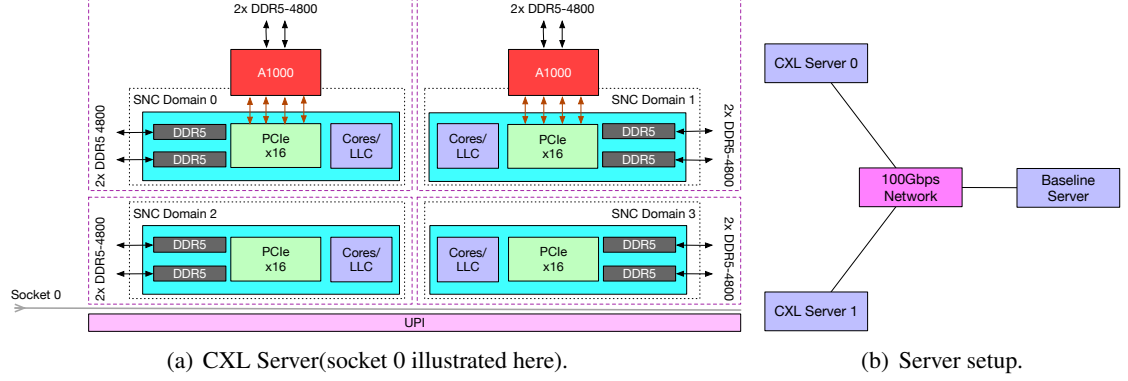 2x DDR5-4800
2x DDR5-4800
A1000
A1000
SNC Domain 0
SNC Domain 1
2x DDR5 4800
DDR5
DDR5
PCIe
x16
Cores/
LLC
Cores/
LLC
PCIe
x16
DDR5
DDR5
2x DDR5-4800
SNC Domain 2
SNC Domain 3
2x DDR5-4800
DDR5
DDR5
PCIe
x16
Cores/
LLC
Cores/
LLC
PCIe
x16
DDR5
DDR5
2x DDR5-4800
Socket 0
UPI
(a) CXL Server(socket 0 illustrated here).
CXL Server 0
100Gbps
Network
Baseline
Server
CXL Server 1
(b) Server setup.